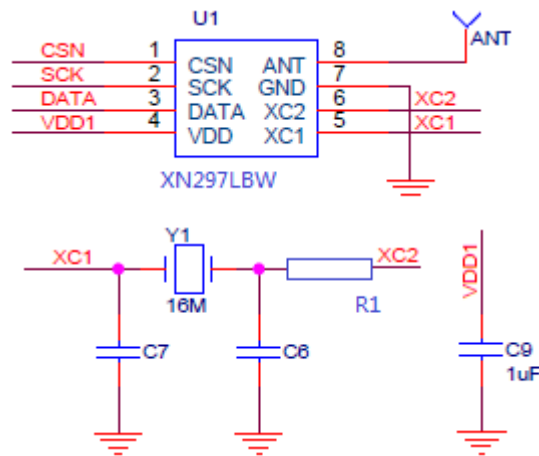 U1
ANT
CSN 1 CSN ANT 8
SCK 2 SCK GND 7
DATA 3 DATA XC2 6 XC2
VDD1 4 VDD XC1 5 XC1
XN297LBW
XC1 Y1 XC2 VDD1
16M R1
C7 C6 C9
1uF